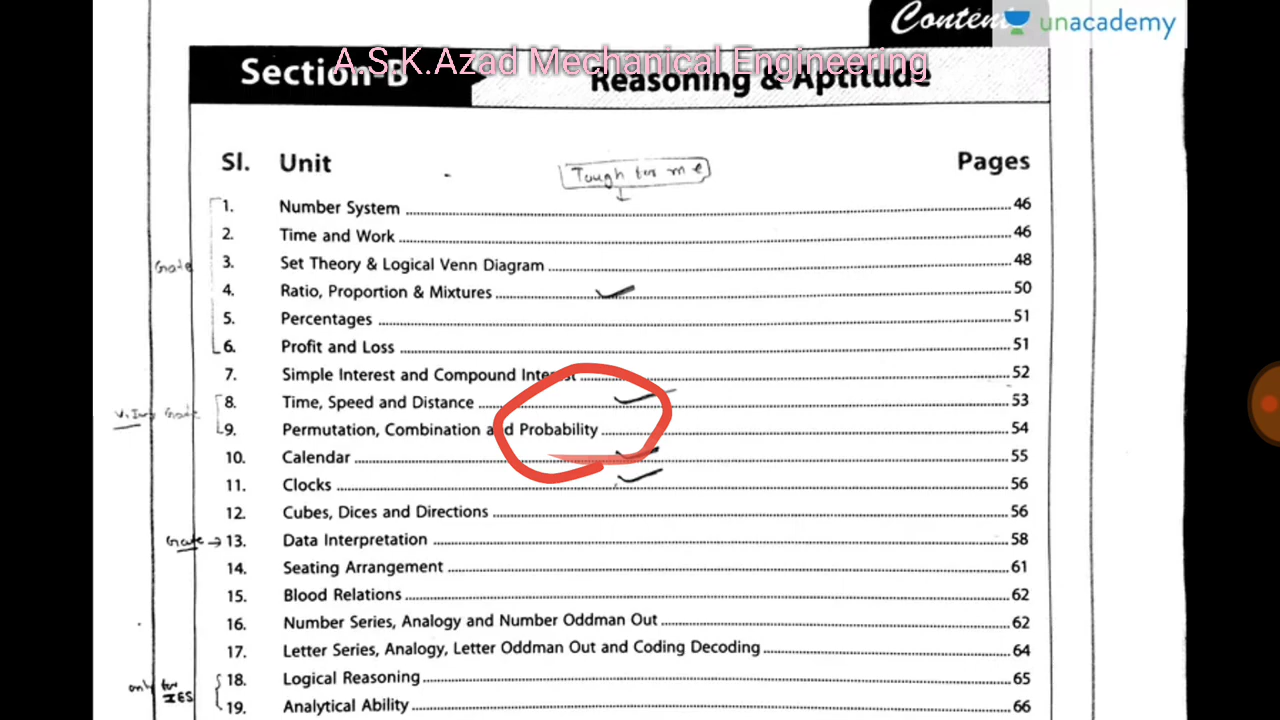 Contents
unacademy
A.S.K.Azad Mechanical Engineering
Section-B
Reasoning & Aptitude
Sl. Unit Pages
Tough for me
1. Number System 46
2. Time and Work 46
Gate 3. Set Theory & Logical Venn Diagram 48
4. Ratio, Proportion & Mixtures 50
5. Percentages 51
6. Profit and Loss 51
7. Simple Interest and Compound Interest 52
8. Time, Speed and Distance 53
V.Imp Gate
9. Permutation, Combination and Probability 54
10. Calendar 55
11. Clocks 56
12. Cubes, Dices and Directions 56
Gate → 13. Data Interpretation 58
14. Seating Arrangement 61
15. Blood Relations 62
16. Number Series, Analogy and Number Oddman Out 62
17. Letter Series, Analogy, Letter Oddman Out and Coding Decoding 64
18. Logical Reasoning 65
only for IES
19. Analytical Ability 66